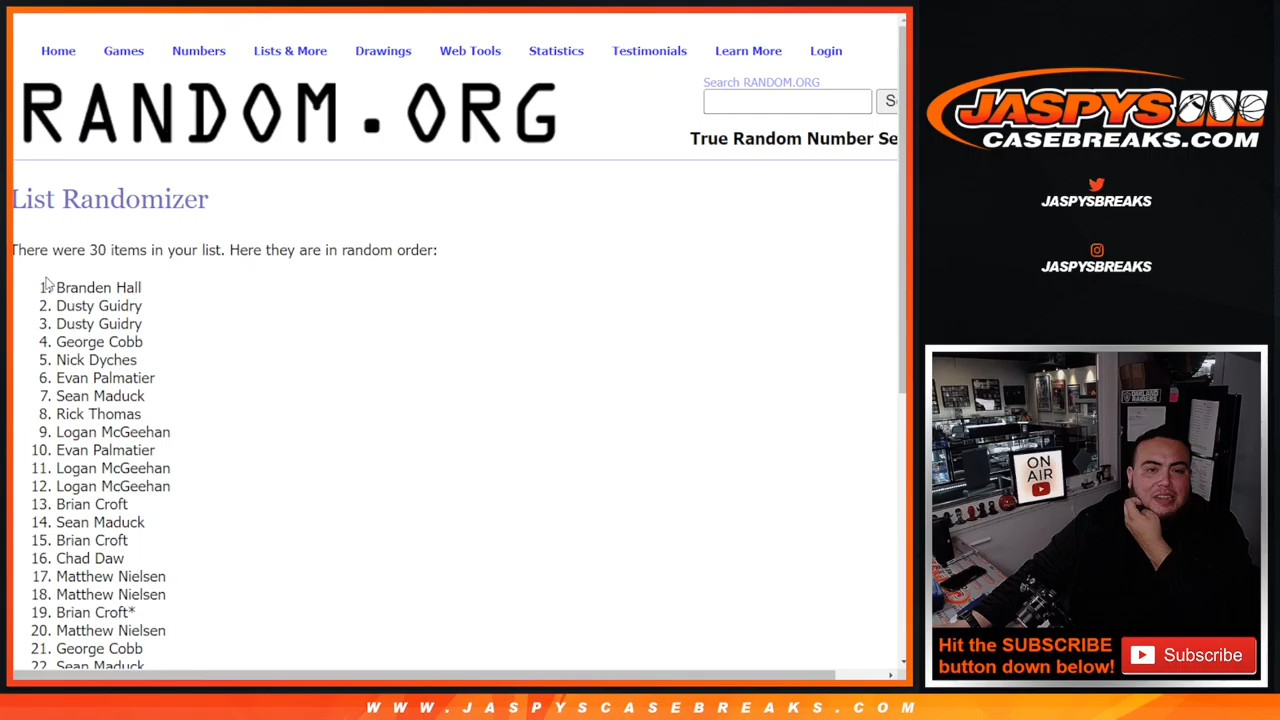 Home Games Numbers Lists & More Drawings Web Tools Statistics Testimonials Learn More Login
RANDOM.ORG
Search RANDOM.ORG
True Random Number Se
List Randomizer
There were 30 items in your list. Here they are in random order:
1. Branden Hall
2. Dusty Guidry
3. Dusty Guidry
4. George Cobb
5. Nick Dyches
6. Evan Palmatier
7. Sean Maduck
8. Rick Thomas
9. Logan McGeehan
10. Evan Palmatier
11. Logan McGeehan
12. Logan McGeehan
13. Brian Croft
14. Sean Maduck
15. Brian Croft
16. Chad Daw
17. Matthew Nielsen
18. Matthew Nielsen
19. Brian Croft*
20. Matthew Nielsen
21. George Cobb
22. Sean Maduck
JASPYS
CASEBREAKS.COM
JASPYSBREAKS
JASPYSBREAKS
OAKLAND
RAIDERS
ON
AIR
Hit the SUBSCRIBE
button down below!
Subscribe
WWW.JASPYSCASEBREAKS.COM